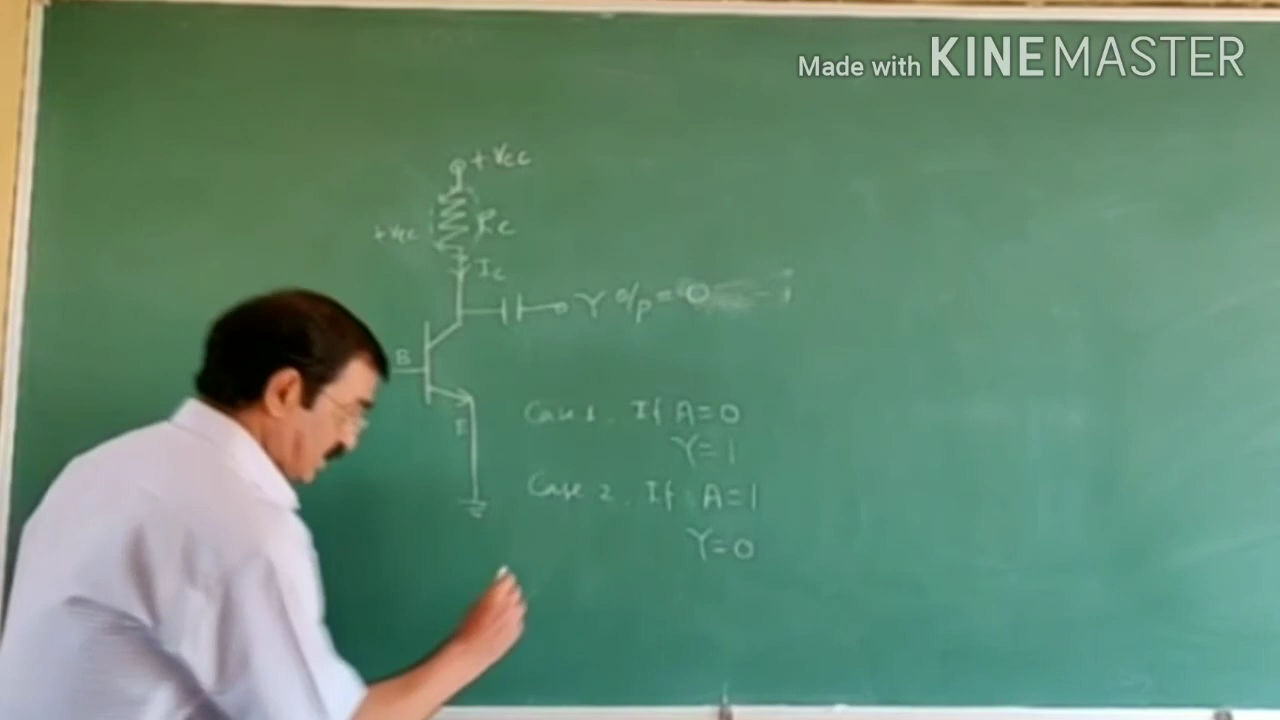 Made with KINEMASTER
+Vcc
+Vcc Rc
Ic
Y o/p = 0
B
E
Case 1. If A=0
Y=1
Case 2. If A=1
Y=0